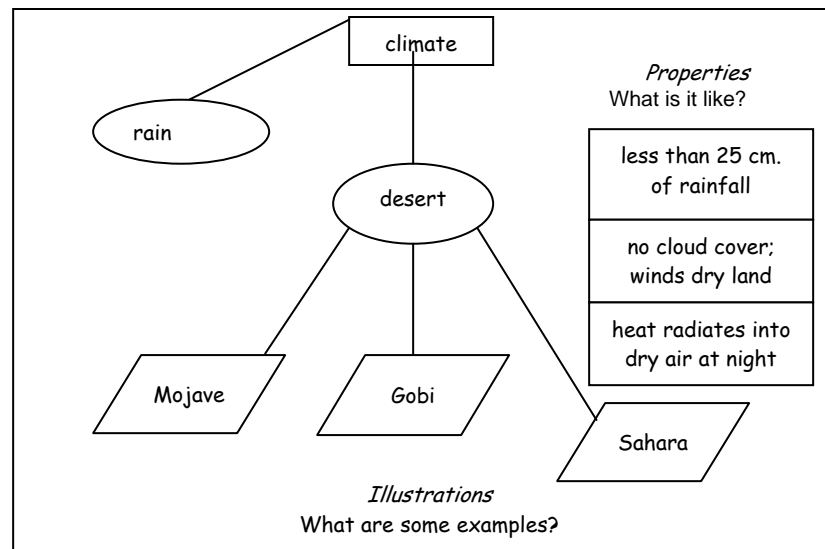 climate
Properties
What is it like?
rain
less than 25 cm.
of rainfall
desert
no cloud cover;
winds dry land
heat radiates into
dry air at night
Mojave
Gobi
Sahara
Illustrations
What are some examples?